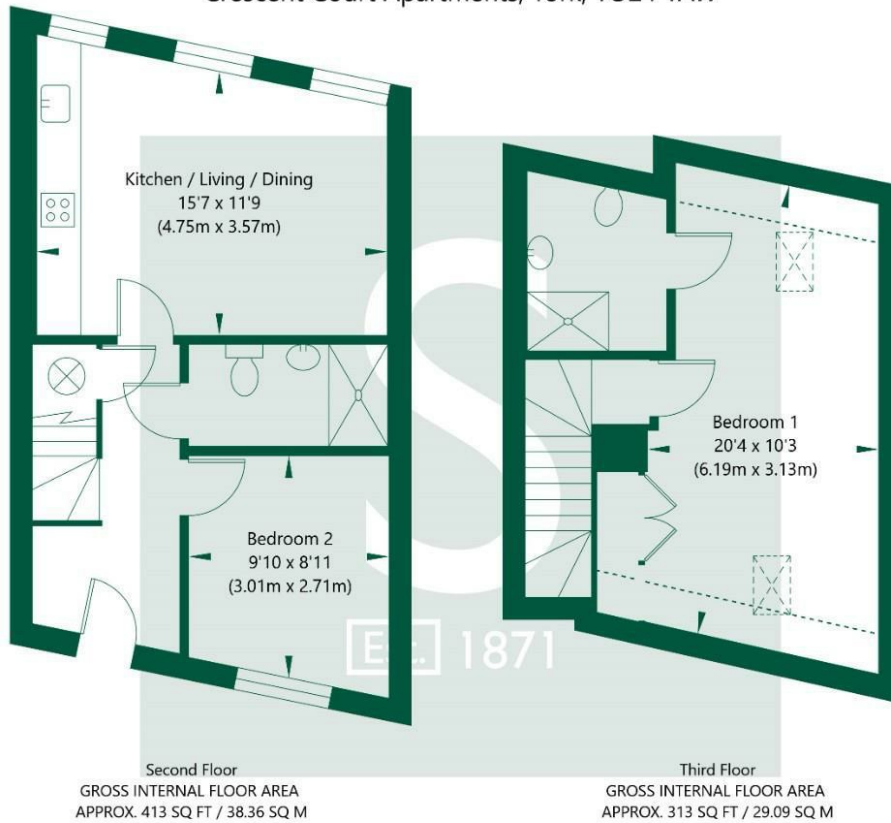 Kitchen / Living / Dining
15'7 x 11'9
(4.75m x 3.57m)
Bedroom 2
9'10 x 8'11
(3.01m x 2.71m)
Bedroom 1
20'4 x 10'3
(6.19m x 3.13m)
S
Est. 1871
Second Floor
GROSS INTERNAL FLOOR AREA
APPROX. 413 SQ FT / 38.36 SQ M
Third Floor
GROSS INTERNAL FLOOR AREA
APPROX. 313 SQ FT / 29.09 SQ M